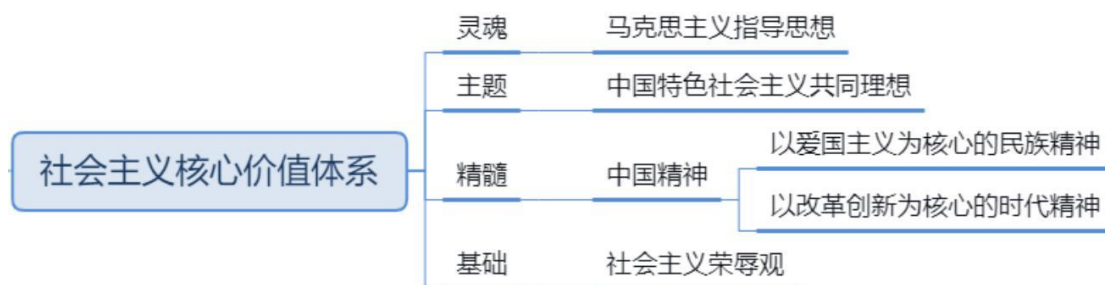 社会主义核心价值体系
灵魂 马克思主义指导思想
主题 中国特色社会主义共同理想
精髓 中国精神
以爱国主义为核心的民族精神
以改革创新为核心的时代精神
基础 社会主义荣辱观